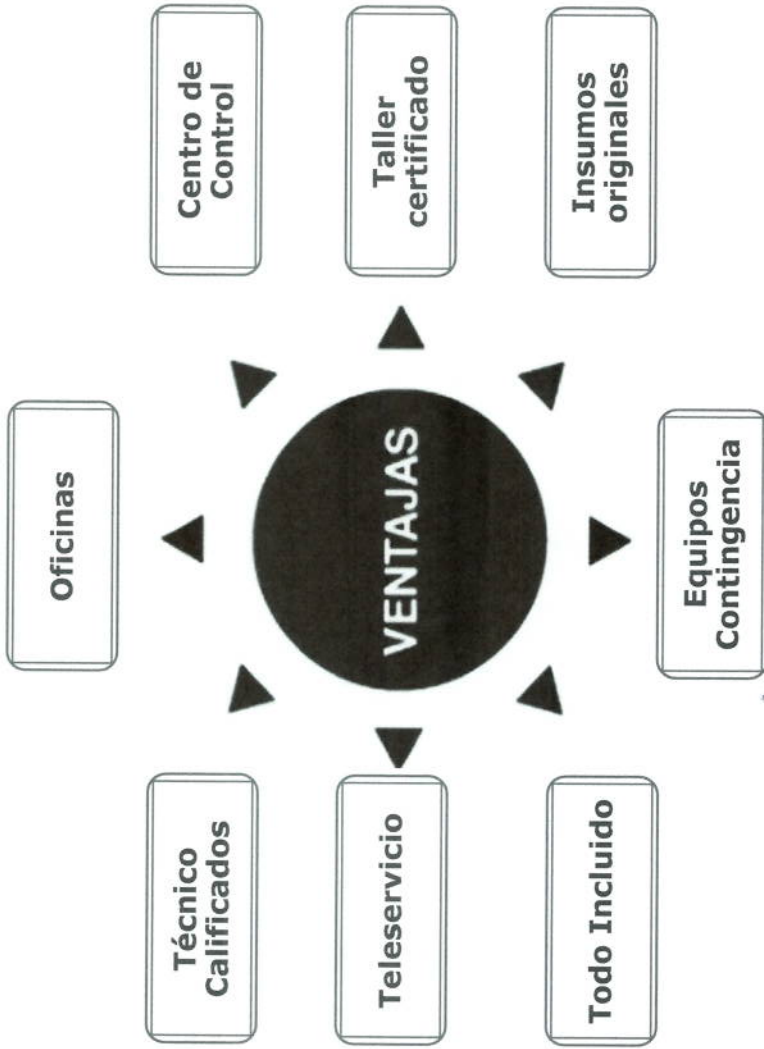 Oficinas
Técnico
Calificados
Centro de
Control
Teleservicio
VENTAJAS
Taller
certificado
Todo Incluido
Insumos
originales
Equipos
Contingencia